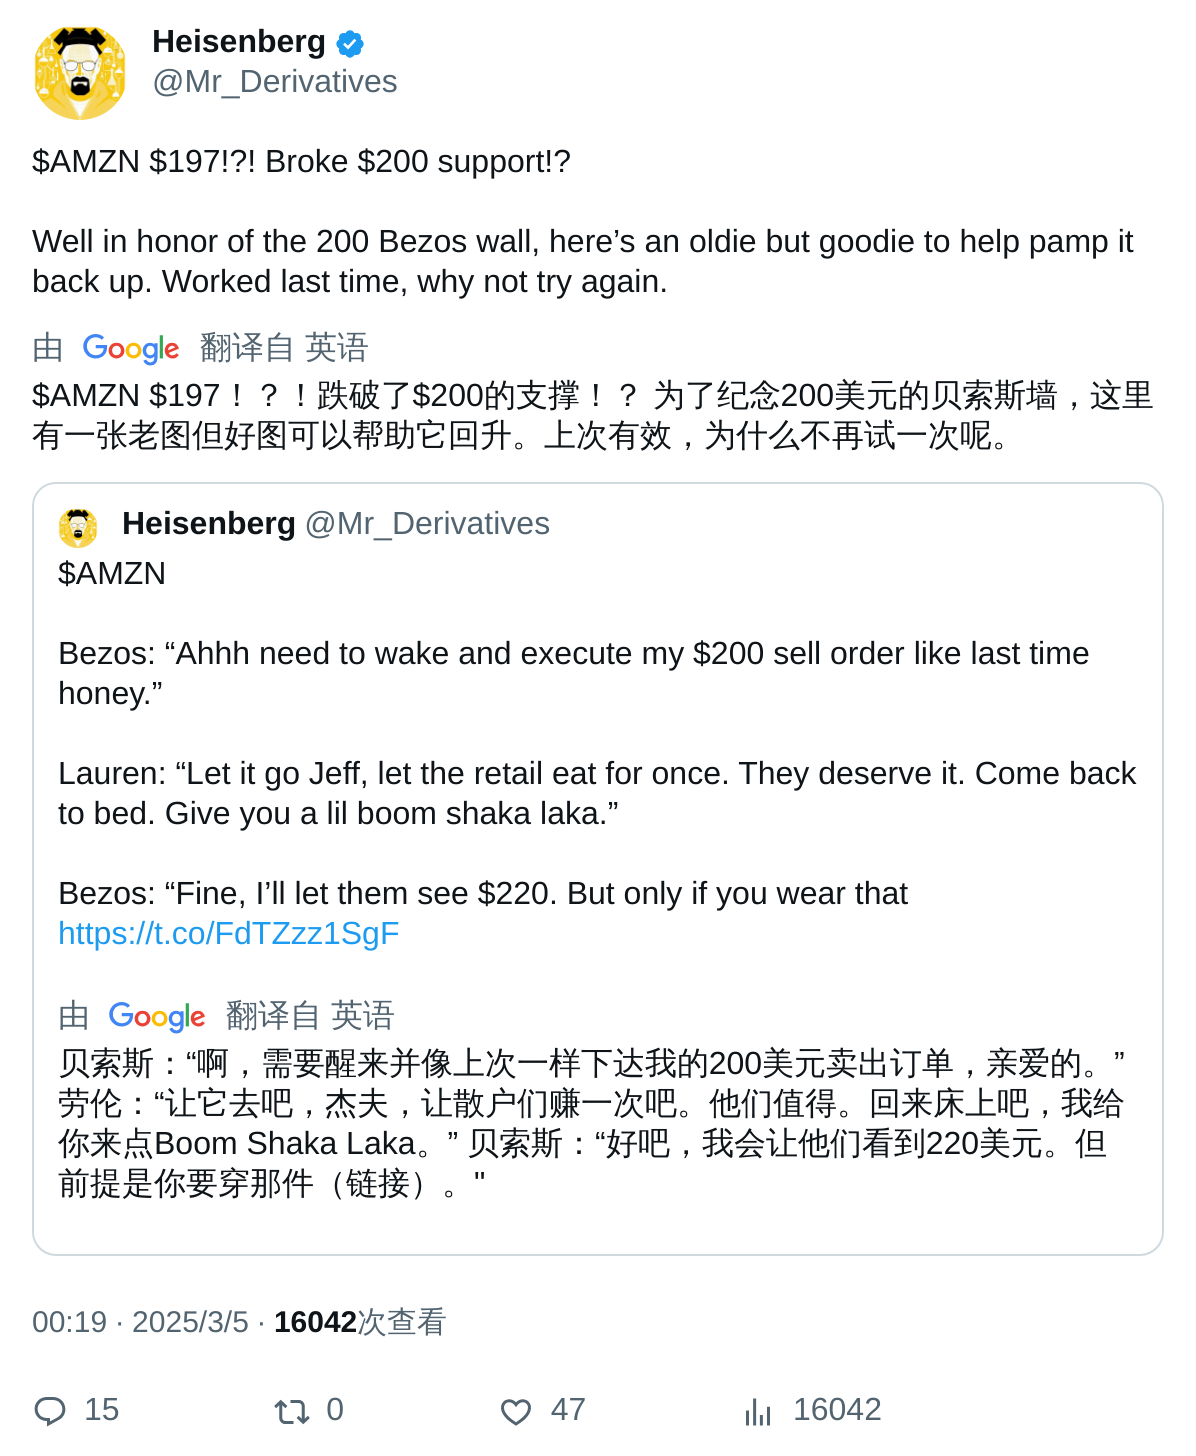 Heisenberg
@Mr_Derivatives
$AMZN $197!?! Broke $200 support!?
Well in honor of the 200 Bezos wall, here’s an oldie but goodie to help pamp it
back up. Worked last time, why not try again.
由 Google 翻译自 英语
$AMZN $197！？！跌破了$200的支撑！？ 为了纪念200美元的贝索斯墙，这里
有一张老图但好图可以帮助它回升。上次有效，为什么不再试一次呢。
Heisenberg @Mr_Derivatives
$AMZN
Bezos: “Ahhh need to wake and execute my $200 sell order like last time
honey.”
Lauren: “Let it go Jeff, let the retail eat for once. They deserve it. Come back
to bed. Give you a lil boom shaka laka.”
Bezos: “Fine, I’ll let them see $220. But only if you wear that
https://t.co/FdTZzz1SgF
由 Google 翻译自 英语
贝索斯：“啊，需要醒来并像上次一样下达我的200美元卖出订单，亲爱的。”
劳伦：“让它去吧，杰夫，让散户们赚一次吧。他们值得。回来床上吧，我给
你来点Boom Shaka Laka。” 贝索斯：“好吧，我会让他们看到220美元。但
前提是你要穿那件（链接）。"
00:19 · 2025/3/5 · 16042次查看
15 0 47 16042